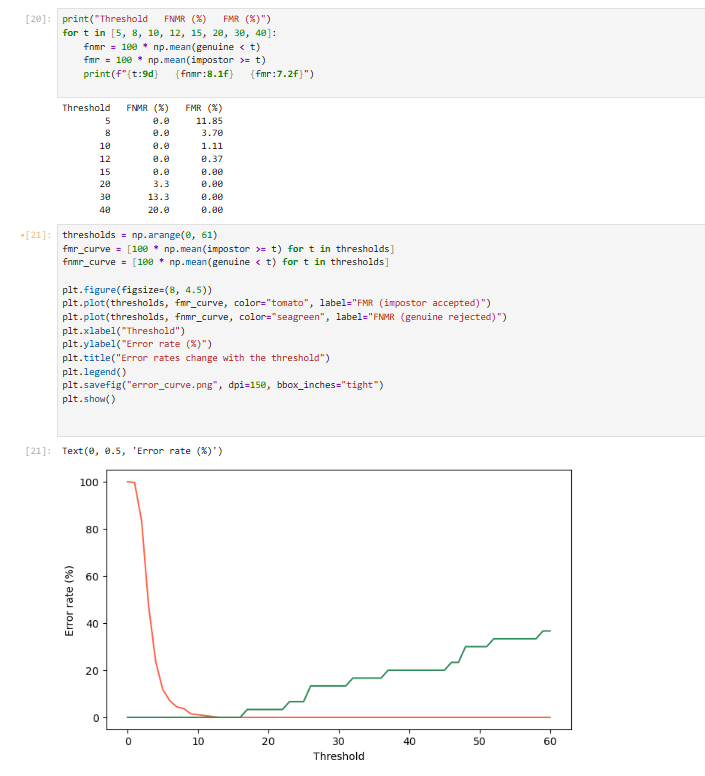 [20]: print("Threshold   FNMR (%)   FMR (%)")
for t in [5, 8, 10, 12, 15, 20, 30, 40]:
    fnmr = 100 * np.mean(genuine < t)
    fmr = 100 * np.mean(impostor >= t)
    print(f"{t:9d}   {fnmr:8.1f}   {fmr:7.2f}")
Threshold   FNMR (%)   FMR (%)
5   0.0   11.85
8   0.0   3.70
10   0.0   1.11
12   0.0   0.37
15   0.0   0.00
20   3.3   0.00
30   13.3   0.00
40   20.0   0.00
•[21]: thresholds = np.arange(0, 61)
fmr_curve = [100 * np.mean(impostor >= t) for t in thresholds]
fnmr_curve = [100 * np.mean(genuine < t) for t in thresholds]
plt.figure(figsize=(8, 4.5))
plt.plot(thresholds, fmr_curve, color="tomato", label="FMR (impostor accepted)")
plt.plot(thresholds, fnmr_curve, color="seagreen", label="FNMR (genuine rejected)")
plt.xlabel("Threshold")
plt.ylabel("Error rate (%)")
plt.title("Error rates change with the threshold")
plt.legend()
plt.savefig("error_curve.png", dpi=150, bbox_inches="tight")
plt.show()
[21]: Text(0, 0.5, 'Error rate (%)')
100
80
60
40
20
0
Error rate (%)
0 10 20 30 40 50 60
Threshold